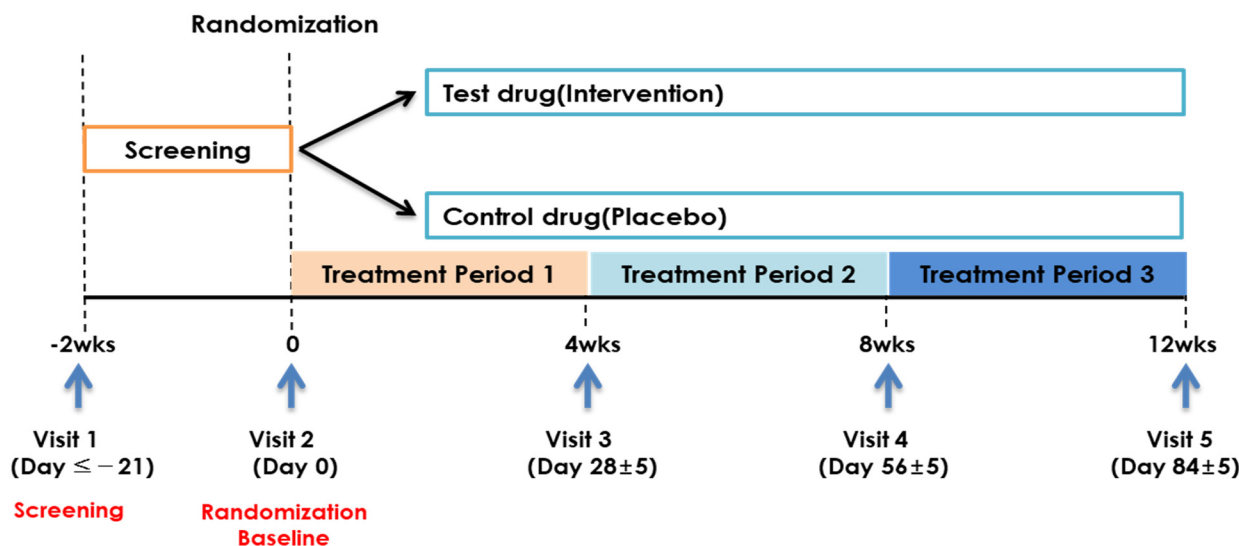 Randomization
Test drug(Intervention)
Screening
Control drug(Placebo)
Treatment Period 1
Treatment Period 2
Treatment Period 3
-2wks
0
4wks
8wks
12wks
Visit 1
(Day ≤ −21)
Screening
Visit 2
(Day 0)
Randomization
Baseline
Visit 3
(Day 28±5)
Visit 4
(Day 56±5)
Visit 5
(Day 84±5)